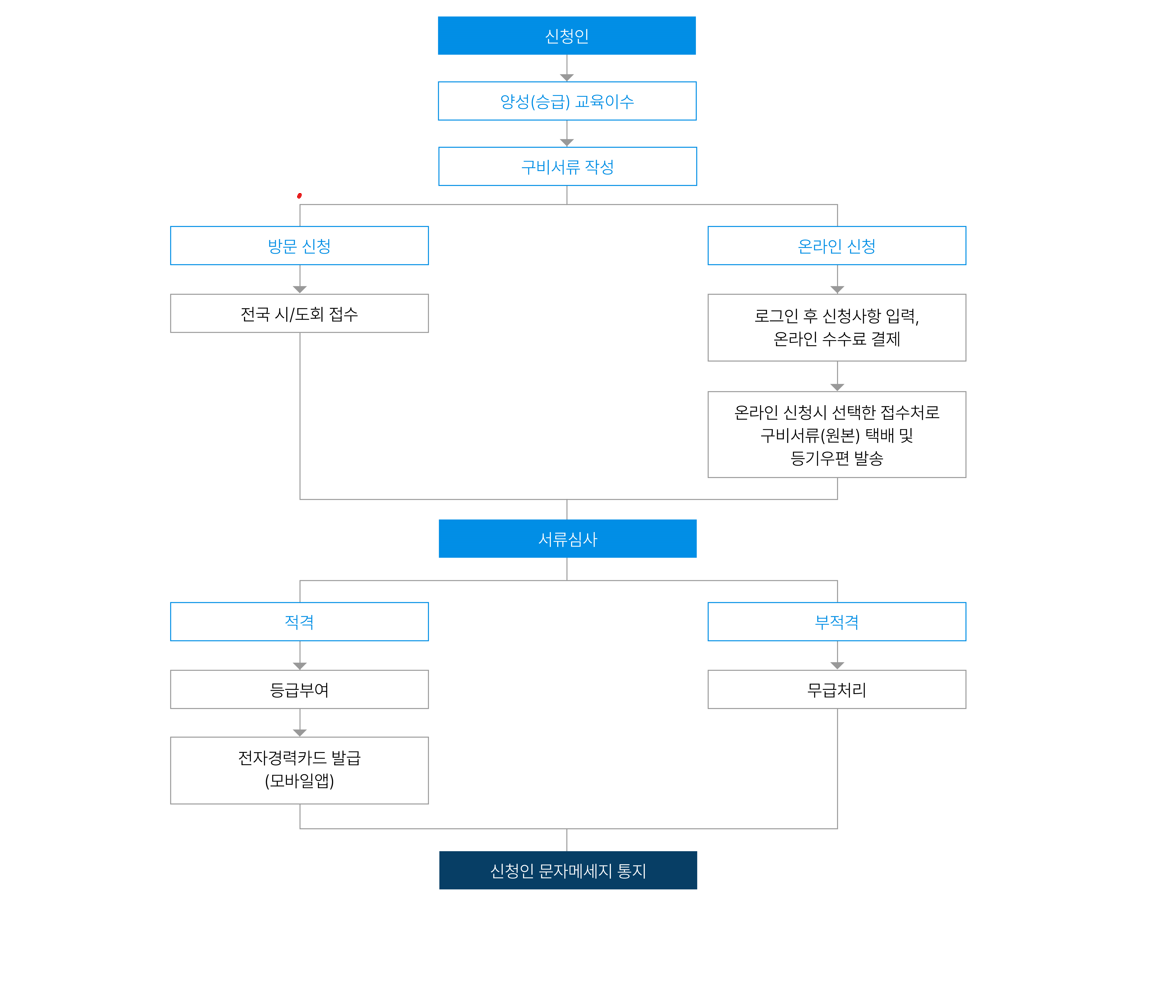 신청인
양성(승급) 교육이수
구비서류 작성
방문 신청
온라인 신청
전국 시/도회 접수
로그인 후 신청사항 입력,
온라인 수수료 결제
온라인 신청시 선택한 접수처로
구비서류(원본) 택배 및
등기우편 발송
서류심사
적격
부적격
등급부여
무급처리
전자경력카드 발급
(모바일앱)
신청인 문자메세지 통지